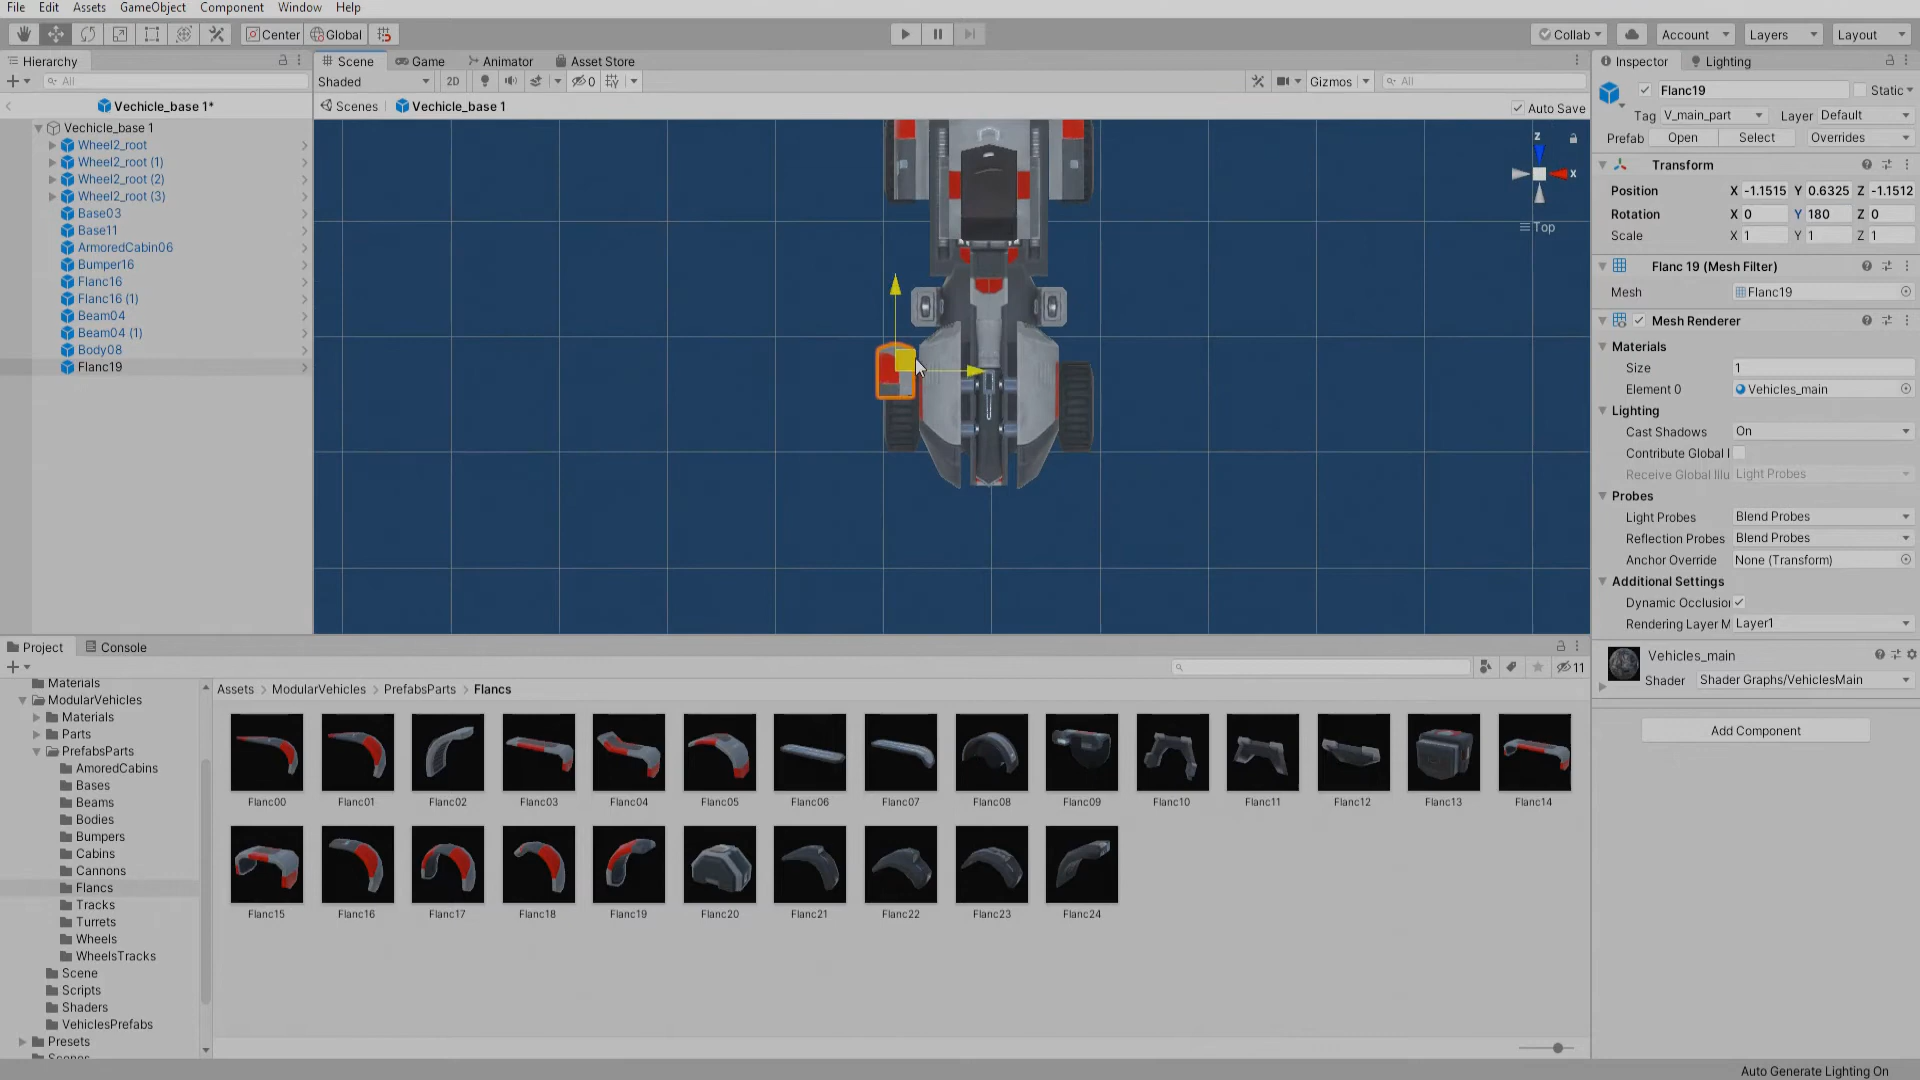 File Edit Assets GameObject Component Window Help
Center Global Collab Account Layers Layout
Hierarchy
All
Vechicle_base 1*
Vechicle_base 1
Wheel2_root
Wheel2_root (1)
Wheel2_root (2)
Wheel2_root (3)
Base03
Base11
ArmoredCabin06
Bumper16
Flanc16
Flanc16 (1)
Beam04
Beam04 (1)
Body08
Flanc19
Scene Game Animator Asset Store
Shaded 2D 0 Gizmos All
Scenes Vechicle_base 1 Auto Save
z
x
Top
Inspector Lighting
Flanc19 Static
Tag V_main_part Layer Default
Prefab Open Select Overrides
Transform
Position X -1.1515 Y 0.6325 Z -1.1512
Rotation X 0 Y 180 Z 0
Scale X 1 Y 1 Z 1
Flanc 19 (Mesh Filter)
Mesh Flanc19
Mesh Renderer
Materials
Size 1
Element 0 Vehicles_main
Lighting
Cast Shadows On
Contribute Global I
Receive Global Illu Light Probes
Probes
Light Probes Blend Probes
Reflection Probes Blend Probes
Anchor Override None (Transform)
Additional Settings
Dynamic Occlusion
Rendering Layer M Layer1
Vehicles_main
Shader Shader Graphs/VehiclesMain
Add Component
Project Console
11
Materials
ModularVehicles
Materials
Parts
PrefabsParts
AmoredCabins
Bases
Beams
Bodies
Bumpers
Cabins
Cannons
Flancs
Tracks
Turrets
Wheels
WheelsTracks
Scene
Scripts
Shaders
VehiclesPrefabs
Presets
Scenes
Assets > ModularVehicles > PrefabsParts > Flancs
Flanc00 Flanc01 Flanc02 Flanc03 Flanc04 Flanc05 Flanc06 Flanc07 Flanc08 Flanc09 Flanc10 Flanc11 Flanc12 Flanc13 Flanc14
Flanc15 Flanc16 Flanc17 Flanc18 Flanc19 Flanc20 Flanc21 Flanc22 Flanc23 Flanc24
Auto Generate Lighting On